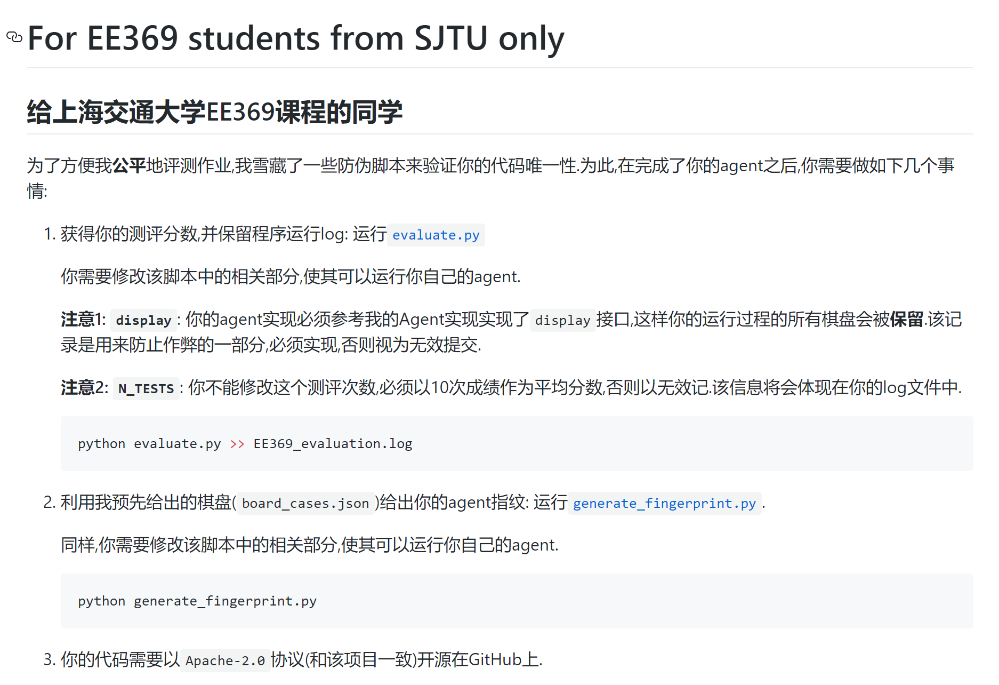 For EE369 students from SJTU only
给上海交通大学EE369课程的同学
为了方便我公平地评测作业,我雪藏了一些防伪脚本来验证你的代码唯一性.为此,在完成了你的agent之后,你需要做如下几个事
情:
1. 获得你的测评分数,并保留程序运行log: 运行 evaluate.py
你需要修改该脚本中的相关部分,使其可以运行你自己的agent.
注意1: display : 你的agent实现必须参考我的Agent实现实现了 display 接口,这样你的运行过程的所有棋盘会被保留.该记
录是用来防止作弊的一部分,必须实现,否则视为无效提交.
注意2: N_TESTS : 你不能修改这个测评次数,必须以10次成绩作为平均分数,否则以无效记.该信息将会体现在你的log文件中.
python evaluate.py >> EE369_evaluation.log
2. 利用我预先给出的棋盘( board_cases.json )给出你的agent指纹: 运行 generate_fingerprint.py .
同样,你需要修改该脚本中的相关部分,使其可以运行你自己的agent.
python generate_fingerprint.py
3. 你的代码需要以 Apache-2.0 协议(和该项目一致)开源在GitHub上.